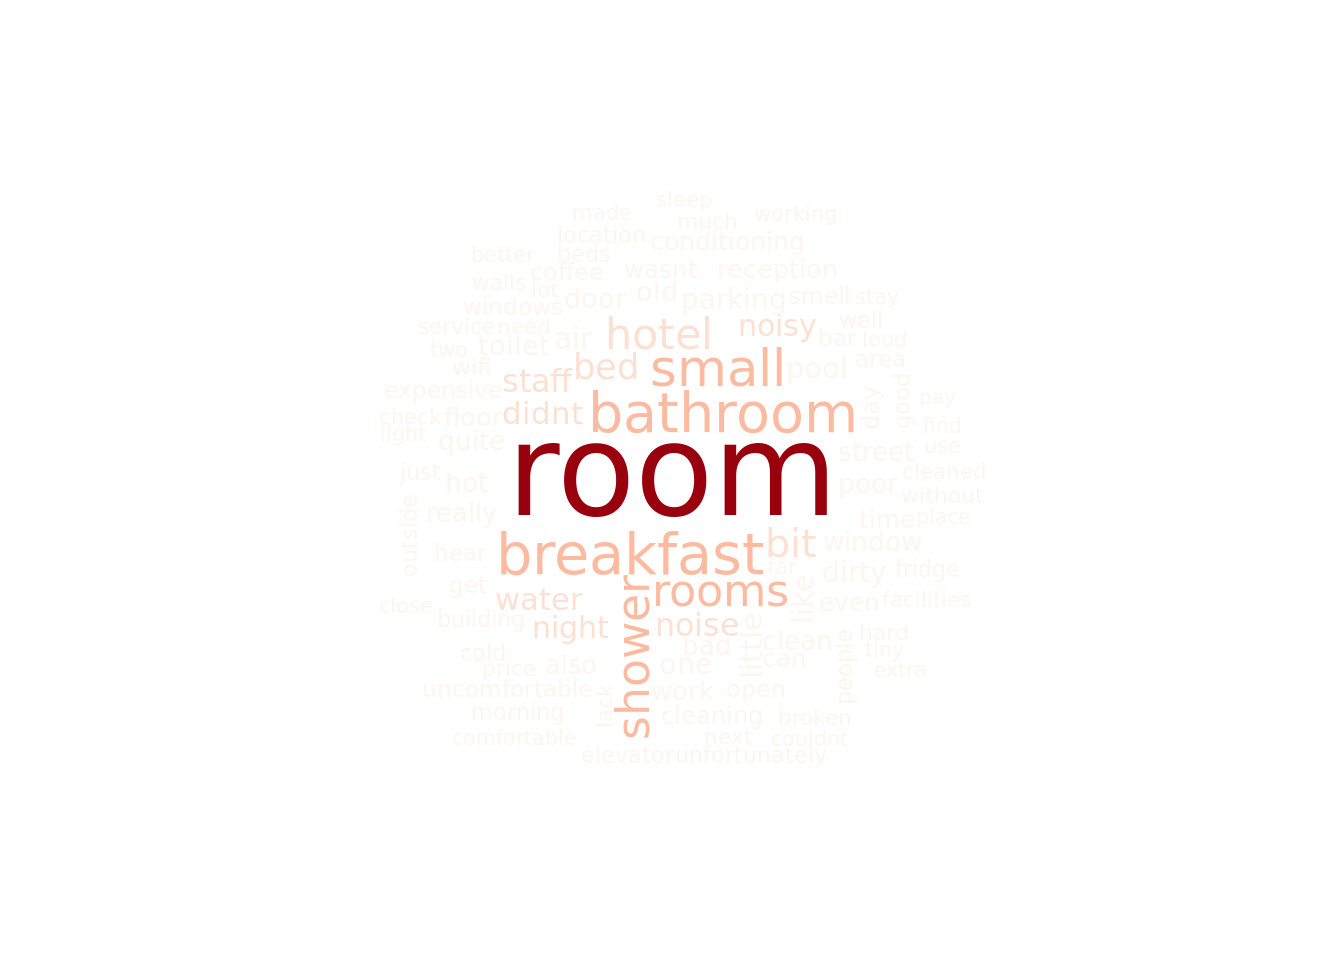 sleep
made
much
working
location
conditioning
better
beds
coffee
wasnt
reception
walls
lot
door
old
parking
smell
stay
windows
service
need
air
hotel
noisy
well
bar
loud
two
toilet
wifi
bed
small
pool
area
expensive
staff
day
good
pay
check
floor
didnt
bathroom
find
light
quite
room
street
use
just
hot
poor
cleaned
without
outside
really
time
place
hear
breakfast
bit
window
far
dirty
fridge
get
shower
rooms
like
close
water
even
facilities
building
night
noise
little
bad
clean
people
hard
cold
tiny
price
also
one
can
extra
uncomfortable
lack
work
open
morning
cleaning
broken
comfortable
next
couldnt
elevator
unfortunately